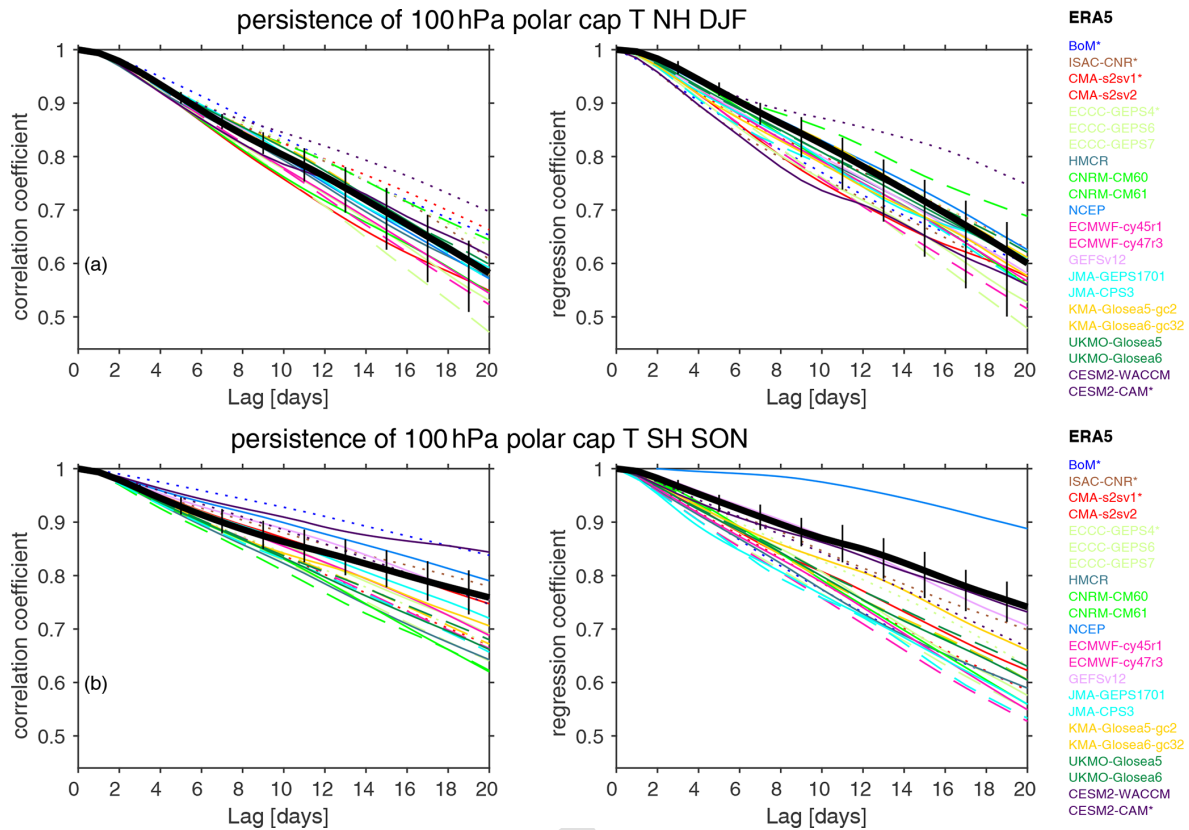 persistence of 100 hPa polar cap T NH DJF
ERA5
BoM*
ISAC-CNR*
CMA-s2sv1*
CMA-s2sv2
ECCC-GEPS4*
ECCC-GEPS6
ECCC-GEPS7
HMCR
CNRM-CM60
CNRM-CM61
NCEP
ECMWF-cy45r1
ECMWF-cy47r3
GEFSv12
JMA-GEPS1701
JMA-CPS3
KMA-Glosea5-gc2
KMA-Glosea6-gc32
UKMO-Glosea5
UKMO-Glosea6
CESM2-WACCM
CESM2-CAM*
correlation coefficient
1
0.9
0.8
0.7
0.6
0.5
(a)
0 2 4 6 8 10 12 14 16 18 20
Lag [days]
regression coefficient
1
0.9
0.8
0.7
0.6
0.5
0 2 4 6 8 10 12 14 16 18 20
Lag [days]
persistence of 100 hPa polar cap T SH SON
ERA5
BoM*
ISAC-CNR*
CMA-s2sv1*
CMA-s2sv2
ECCC-GEPS4*
ECCC-GEPS6
ECCC-GEPS7
HMCR
CNRM-CM60
CNRM-CM61
NCEP
ECMWF-cy45r1
ECMWF-cy47r3
GEFSv12
JMA-GEPS1701
JMA-CPS3
KMA-Glosea5-gc2
KMA-Glosea6-gc32
UKMO-Glosea5
UKMO-Glosea6
CESM2-WACCM
CESM2-CAM*
correlation coefficient
1
0.9
0.8
0.7
0.6
0.5
(b)
0 2 4 6 8 10 12 14 16 18 20
Lag [days]
regression coefficient
1
0.9
0.8
0.7
0.6
0.5
0 2 4 6 8 10 12 14 16 18 20
Lag [days]